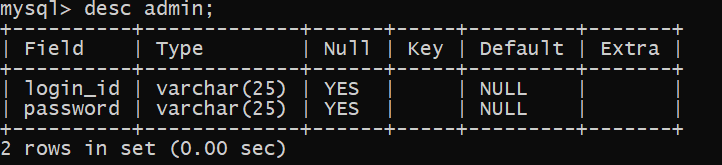 mysql> desc admin;
+----------+-------------+------+-----+---------+-------+
| Field    | Type        | Null | Key | Default | Extra |
+----------+-------------+------+-----+---------+-------+
| login_id | varchar(25) | YES  |     | NULL    |       |
| password | varchar(25) | YES  |     | NULL    |       |
+----------+-------------+------+-----+---------+-------+
2 rows in set (0.00 sec)